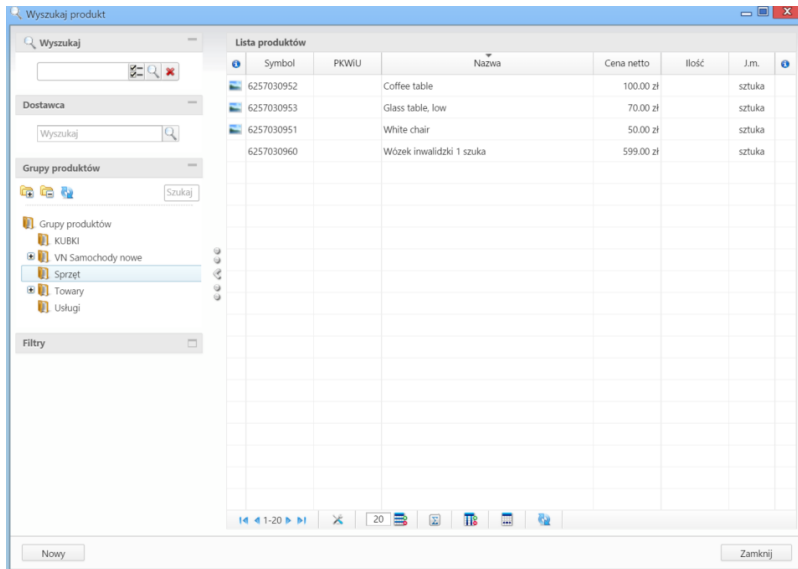 Wyszukaj produkt
Wyszukaj
Dostawca
Wyszukaj
Grupy produktów
Szukaj
Grupy produktów
KUBKI
VN Samochody nowe
Sprzęt
Towary
Usługi
Filtry
Lista produktów
Symbol PKWiU Nazwa Cena netto Ilość J.m.
6257030952 Coffee table 100.00 zł sztuka
6257030953 Glass table, low 70.00 zł sztuka
6257030951 White chair 50.00 zł sztuka
6257030960 Wózek inwalidzki 1 szuka 599.00 zł sztuka
1-20 20
Nowy Zamknij